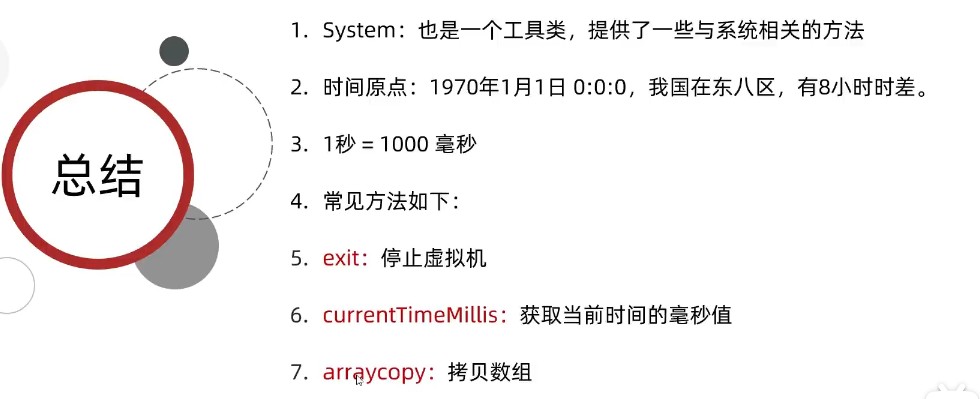 总结
1. System：也是一个工具类，提供了一些与系统相关的方法
2. 时间原点：1970年1月1日 0:0:0，我国在东八区，有8小时时差。
3. 1秒 = 1000 毫秒
4. 常见方法如下：
5. exit：停止虚拟机
6. currentTimeMillis：获取当前时间的毫秒值
7. arraycopy：拷贝数组